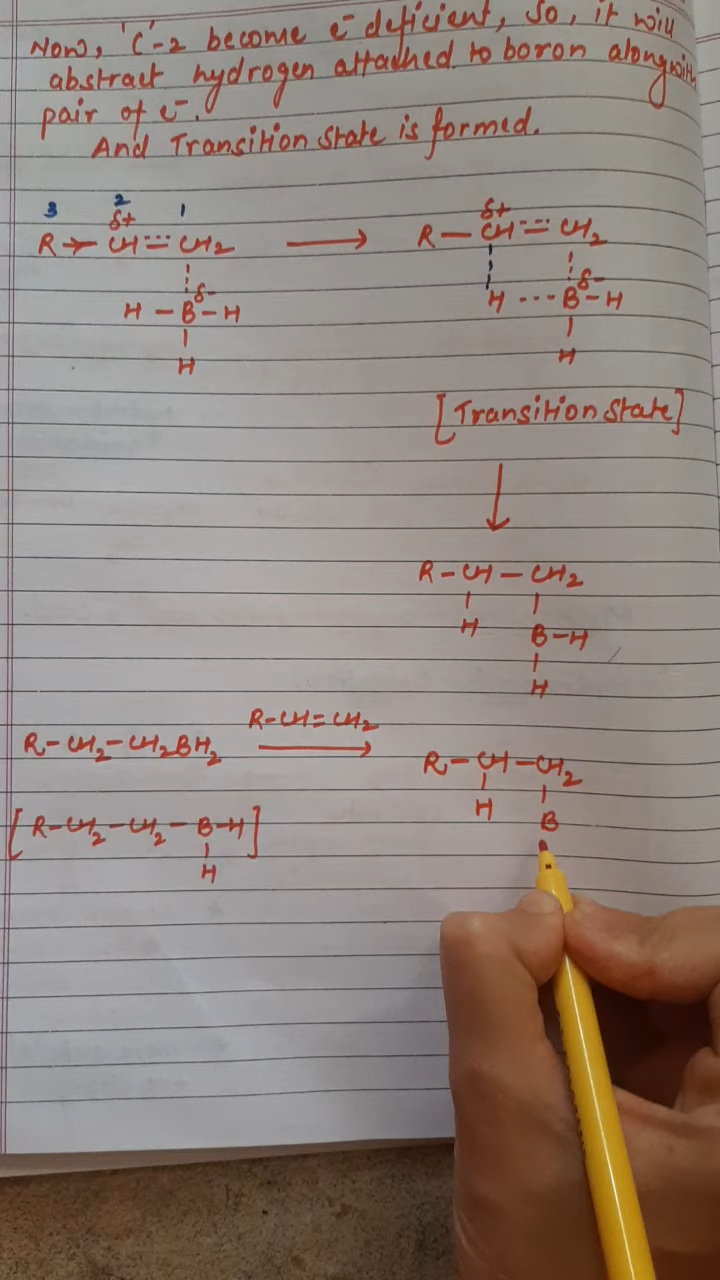 Now, 'C'-2 become e⁻ deficient, So, it will
abstract hydrogen attached to boron along with
pair of e⁻.
And Transition State is formed.
3 2 1
δ+ δ+
R → CH == CH2 ⟶ R — CH == CH2
δ- δ-
H — B — H H --- B — H
H H
[Transition State]
↓
R — CH — CH2
H B — H
H
R — CH = CH2
R — CH2 — CH2BH2 ⟶ R — CH — CH2
H B
[R — CH2 — CH2 — B — H]
H